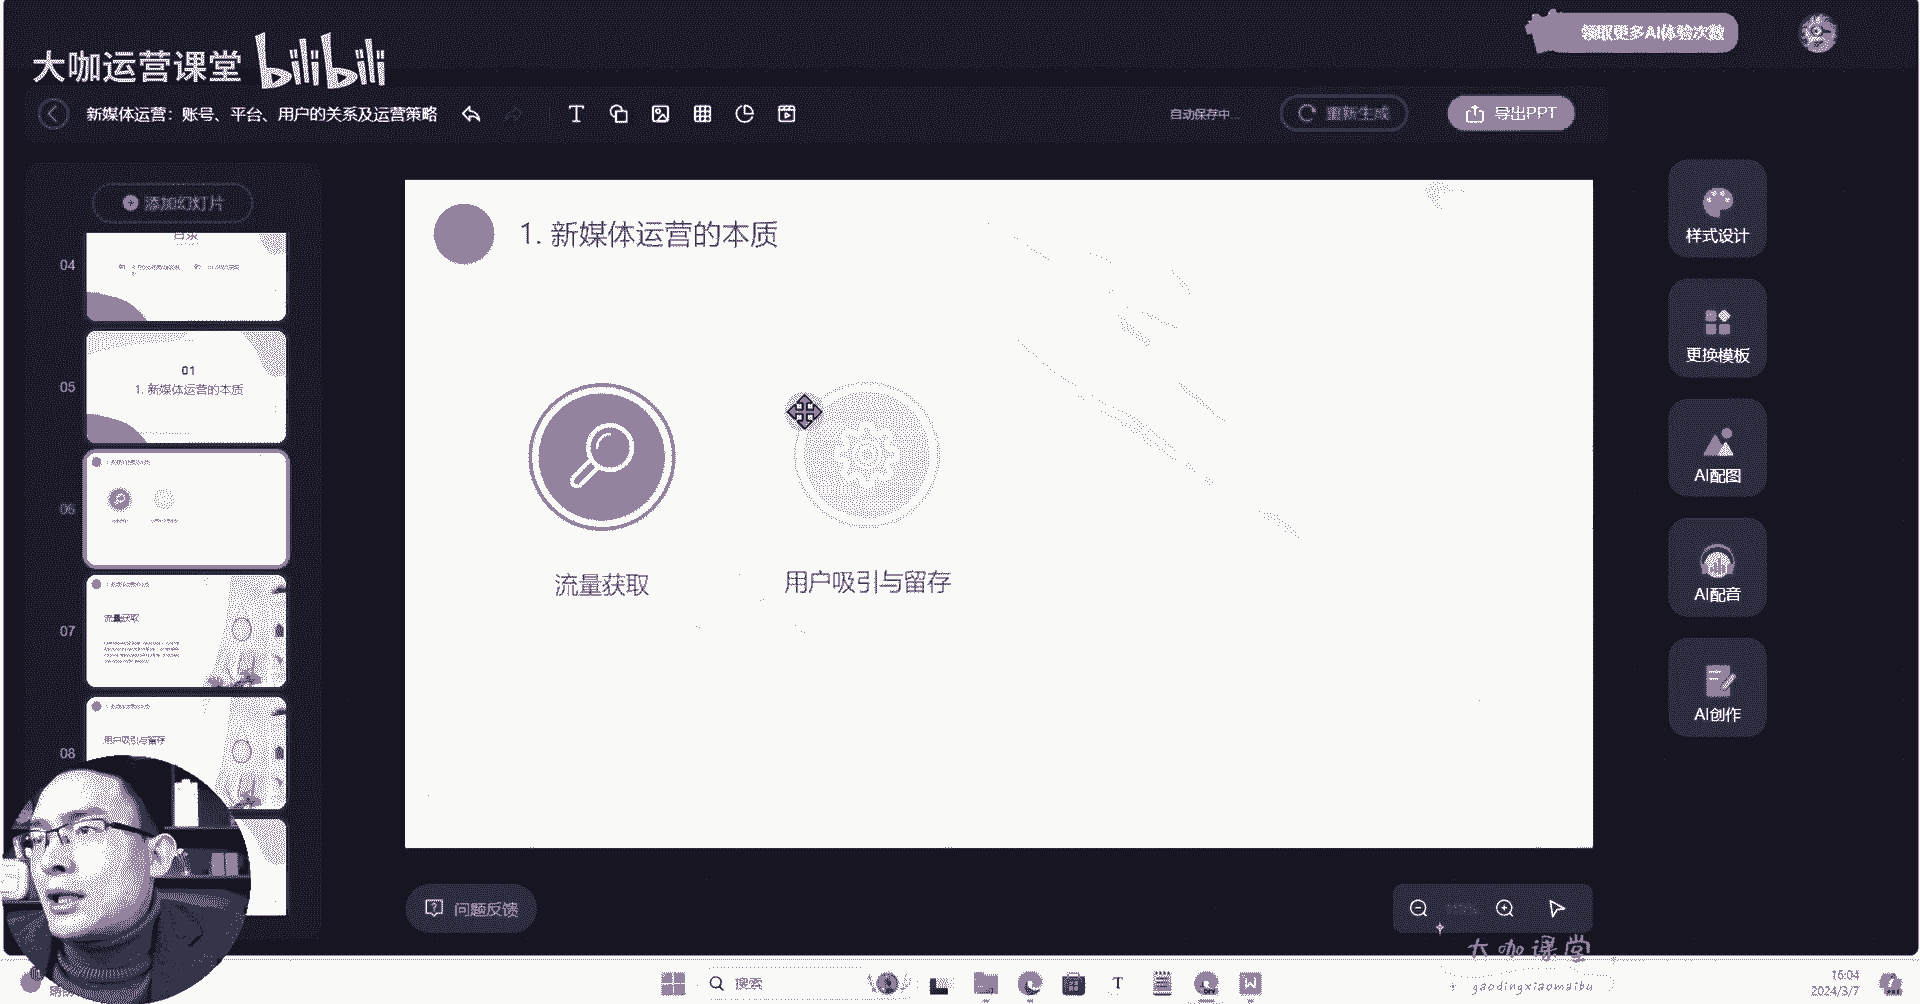 领取更多AI体验次数
大咖运营课堂 bilibili
新媒体运营：账号、平台、用户的关系及运营策略
自动保存中...
重新生成
导出PPT
添加幻灯片
04
目录
05
01
1. 新媒体运营的本质
06
07
流量获取
08
用户吸引与留存
1. 新媒体运营的本质
流量获取
用户吸引与留存
样式设计
更换模板
AI配图
AI配音
AI创作
问题反馈
大咖课堂
gaodingxiaomaibu
搜索
16:04
2024/3/7